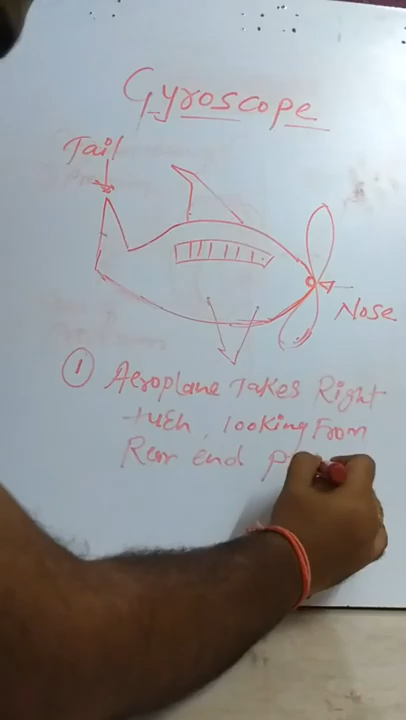 Gyroscope
Tail
Nose
① Aeroplane Takes Right
turn, looking From
Rear end p